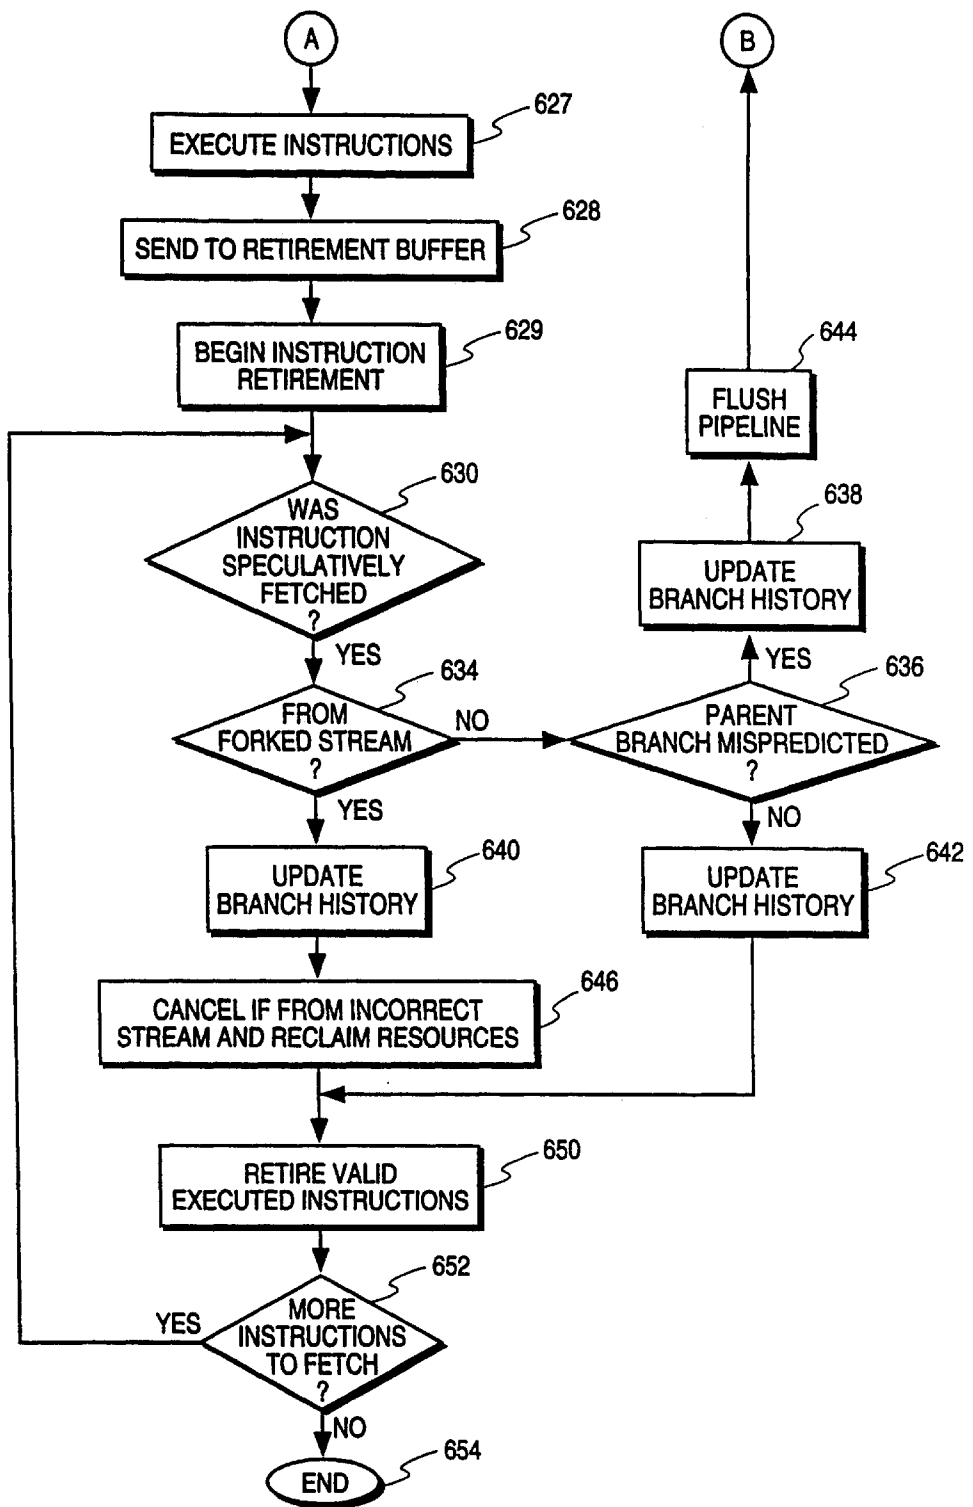 A
B
627
EXECUTE INSTRUCTIONS
628
SEND TO RETIREMENT BUFFER
629
BEGIN INSTRUCTION
RETIREMENT
644
FLUSH
PIPELINE
630
WAS
INSTRUCTION
SPECULATIVELY
FETCHED
?
YES
638
UPDATE
BRANCH HISTORY
YES
634
FROM
FORKED STREAM
?
NO
636
PARENT
BRANCH MISPREDICTED
?
YES
NO
640
UPDATE
BRANCH HISTORY
642
UPDATE
BRANCH HISTORY
646
CANCEL IF FROM INCORRECT
STREAM AND RECLAIM RESOURCES
650
RETIRE VALID
EXECUTED INSTRUCTIONS
652
MORE
INSTRUCTIONS
TO FETCH
?
YES
NO
654
END